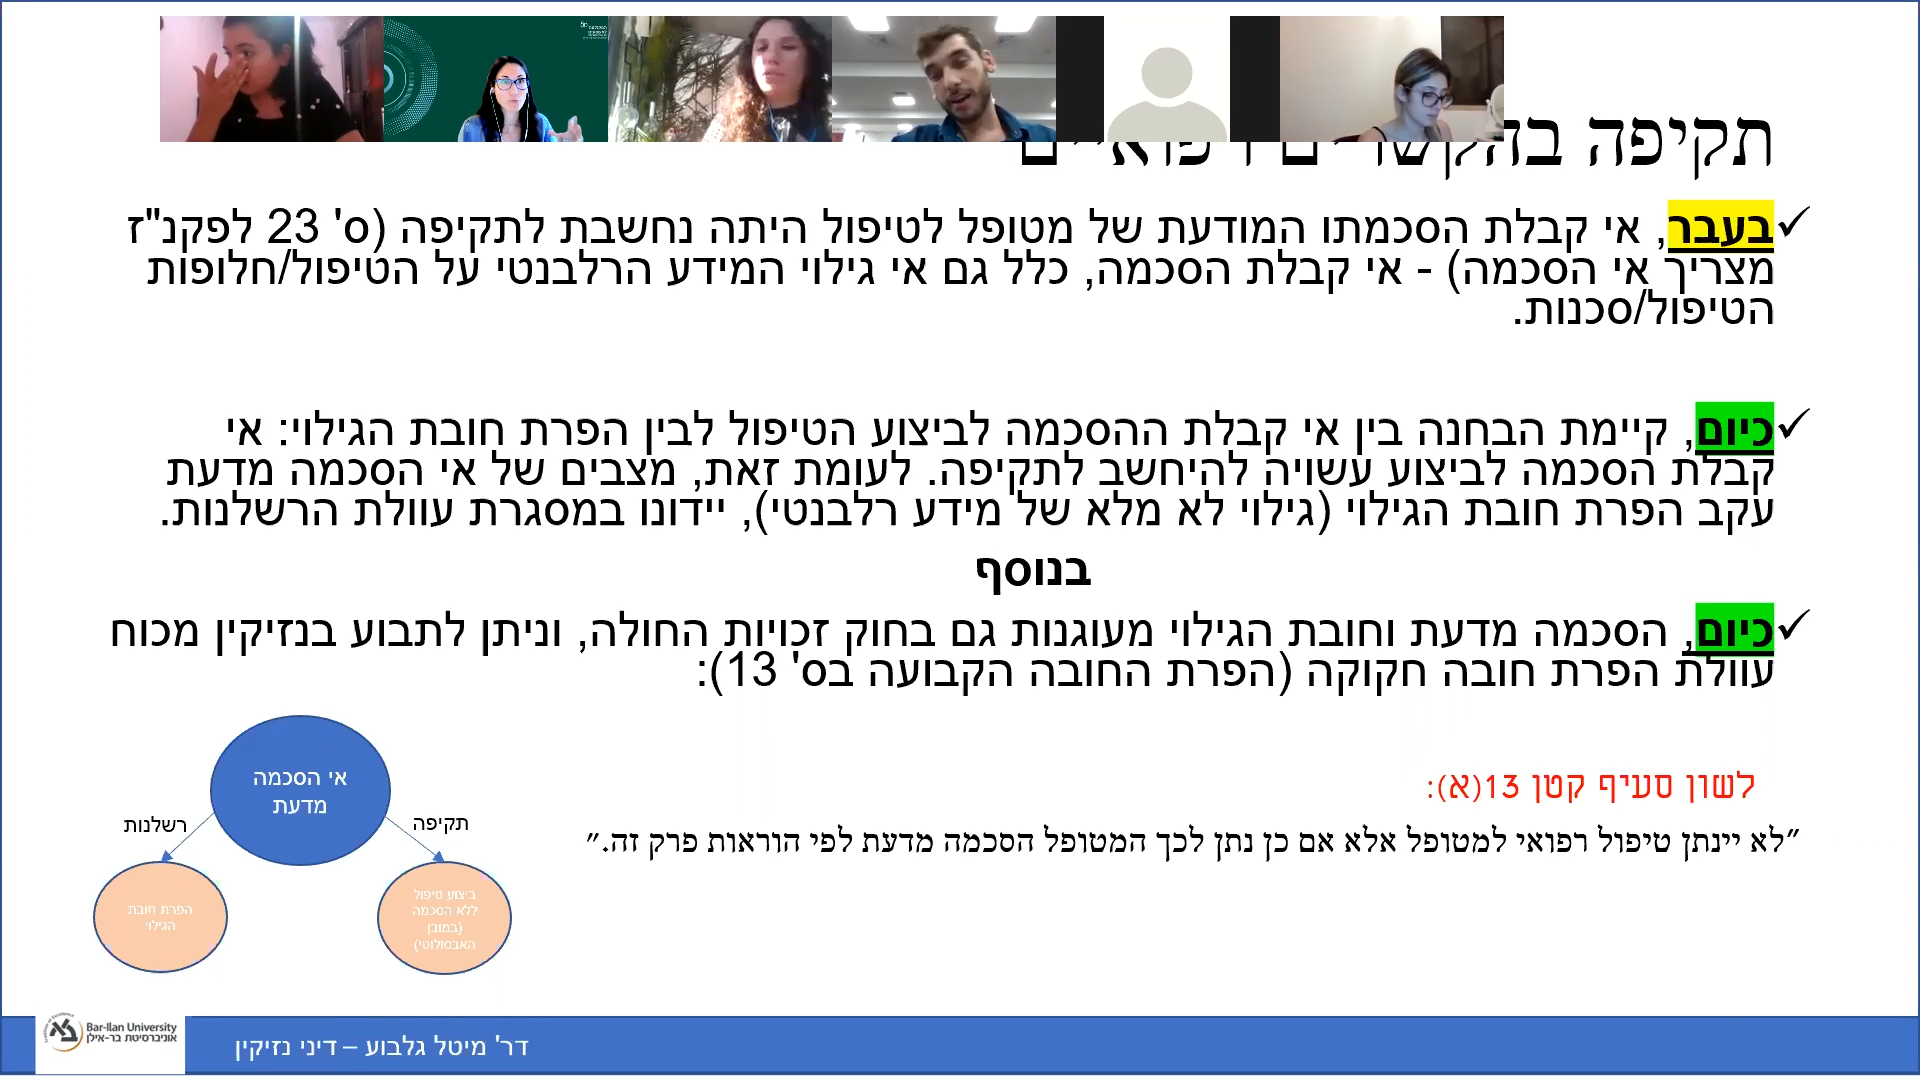 תקיפה בהקשרים רפואיים
✓בעבר, אי קבלת הסכמתו המודעת של מטופל לטיפול היתה נחשבת לתקיפה (ס' 23 לפקנ"ז
מצריך אי הסכמה) - אי קבלת הסכמה, כלל גם אי גילוי המידע הרלבנטי על הטיפול/חלופות
הטיפול/סכנות.
✓כיום, קיימת הבחנה בין אי קבלת ההסכמה לביצוע הטיפול לבין הפרת חובת הגילוי: אי
קבלת הסכמה לביצוע עשויה להיחשב לתקיפה. לעומת זאת, מצבים של אי הסכמה מדעת
עקב הפרת חובת הגילוי (גילוי לא מלא של מידע רלבנטי), יידונו במסגרת עוולת הרשלנות.
בנוסף
✓כיום, הסכמה מדעת וחובת הגילוי מעוגנות גם בחוק זכויות החולה, וניתן לתבוע בנזיקין מכוח
עוולת הפרת חובה חקוקה (הפרת החובה הקבועה בס' 13):
לשון סעיף קטן 13(א):
"לא יינתן טיפול רפואי למטופל אלא אם כן נתן לכך המטופל הסכמה מדעת לפי הוראות פרק זה."
אי הסכמה
מדעת
תקיפה
רשלנות
ביצוע טיפול
ללא הסכמה
(במובן
האבסולוטי)
הפרת חובת
הגילוי
Bar-Ilan University
אוניברסיטת בר-אילן
דר' מיטל גלבוע – דיני נזיקין